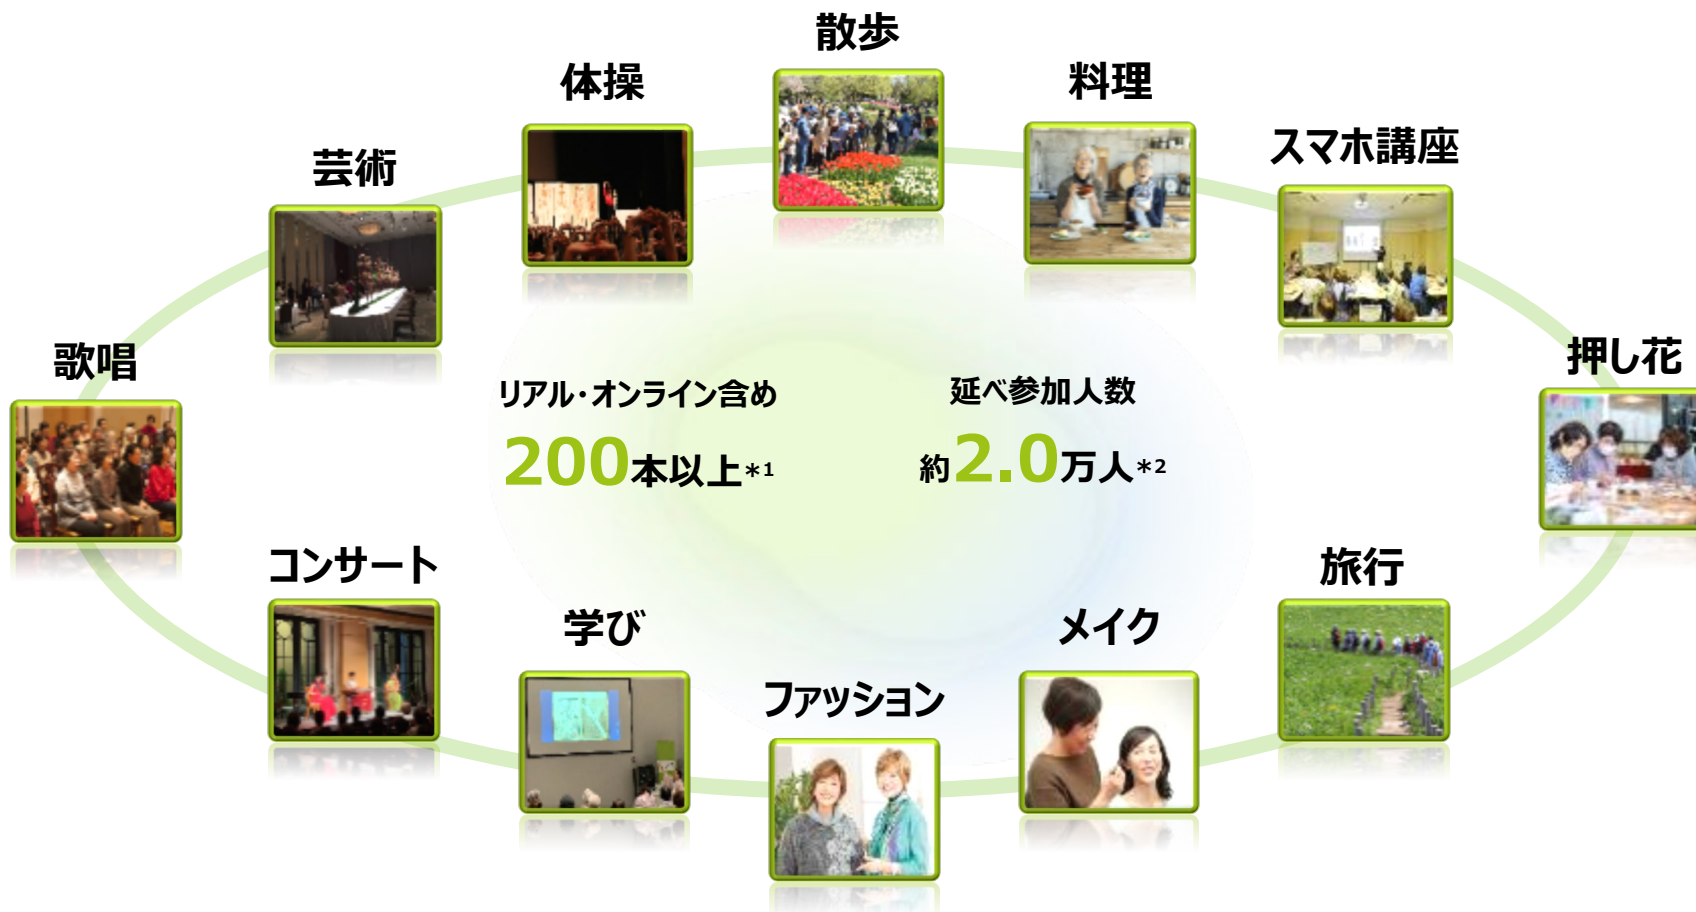 散歩
体操
料理
芸術
スマホ講座
歌唱
押し花
リアル・オンライン含め
200本以上*1
延べ参加人数
約2.0万人*2
コンサート
旅行
学び
メイク
ファッション